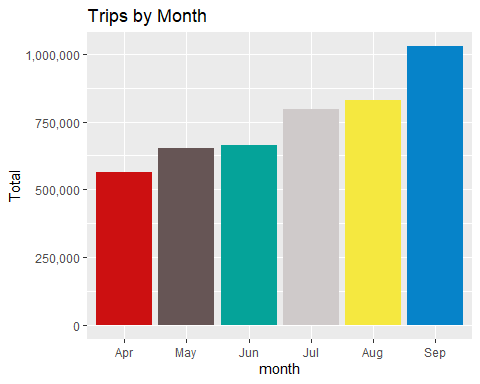 Trips by Month
1,000,000
750,000
500,000
250,000
0
Total
Apr May Jun Jul Aug Sep
month